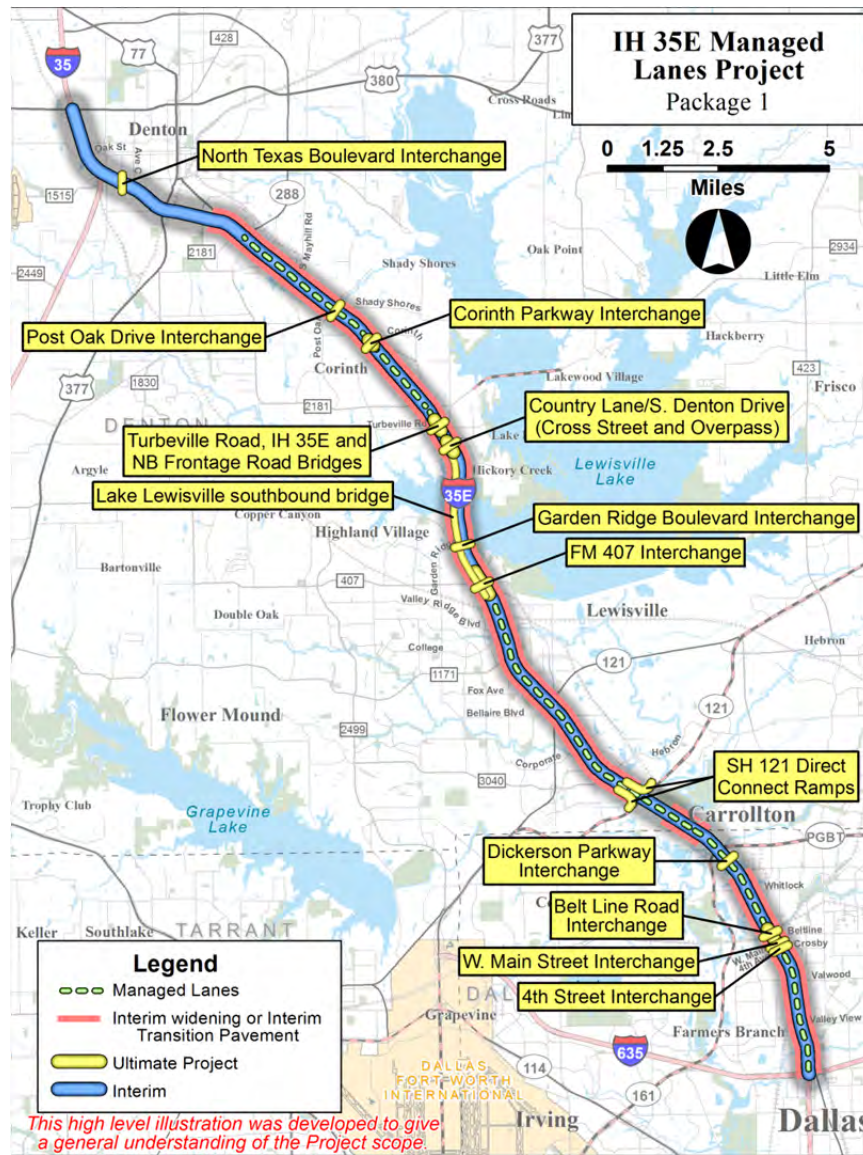 IH 35E Managed
Lanes Project
Package 1
0 1.25 2.5 5
Miles
428
377
77
35
380
Cross Roads
Denton
Oak St
North Texas Boulevard Interchange
1515
288
S Mayhill Rd
2181
2934
Oak Point
2449
Shady Shores
Little Elm
Shady Shores
Corinth Parkway Interchange
Post Oak Drive Interchange
Corinth
Corinth
Hackberry
377
1830
423
Lakewood Village
Frisco
2181
DENTON
Turbeville Road, IH 35E and
NB Frontage Road Bridges
Country Lane/S. Denton Drive
(Cross Street and Overpass)
Argyle
Hickory Creek
Lewisville
Lake
Lake Lewisville southbound bridge
35E
Copper Canyon
Highland Village
Garden Ridge Boulevard Interchange
FM 407 Interchange
Bartonville
407
Valley Ridge Blvd
Double Oak
Lewisville
College
Hebron
121
1171
Fox Ave
121
Flower Mound
Bellaire Blvd
2499
Hebron
Corporate
3040
SH 121 Direct
Connect Ramps
Trophy Club
Grapevine
Lake
Carrollton
PGBT
Dickerson Parkway
Interchange
Whitlock
Keller
Southlake
TARRANT
Belt Line Road
Interchange
Beltline
Crosby
W. Main Street Interchange
4th Street Interchange
Valwood
Valley View
Grapevine
Farmers Branch
635
DALLAS
FORT WORTH
INTERNATIONAL
114
161
Irving
Dallas
Legend
Managed Lanes
Interim widening or Interim
Transition Pavement
Ultimate Project
Interim
This high level illustration was developed to give
a general understanding of the Project scope.